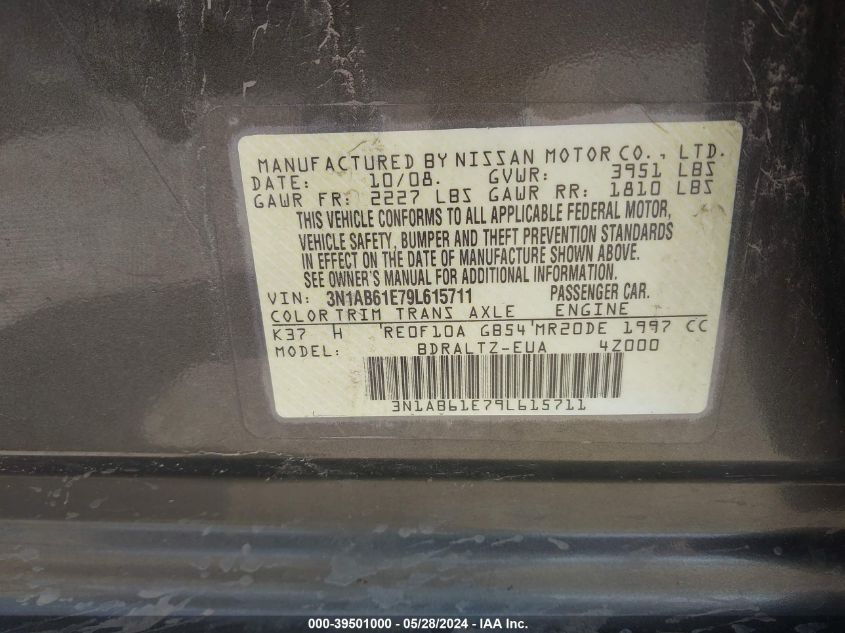 MANUFACTURED BY NISSAN MOTOR CO., LTD.
DATE: 10/08. GVWR: 3951 LBS
GAWR FR: 2227 LBS GAWR RR: 1810 LBS
THIS VEHICLE CONFORMS TO ALL APPLICABLE FEDERAL MOTOR,
VEHICLE SAFETY, BUMPER AND THEFT PREVENTION STANDARDS
IN EFFECT ON THE DATE OF MANUFACTURE SHOWN ABOVE.
SEE OWNER'S MANUAL FOR ADDITIONAL INFORMATION.
VIN: 3N1AB61E79L615711 PASSENGER CAR.
COLOR TRIM TRANS AXLE ENGINE
K37 H RE0F10A GB54 MR20DE 1997 CC
MODEL: BDRALTZ-EUA 4Z000
3N1AB61E79L615711
000-39501000 - 05/28/2024 - IAA Inc.